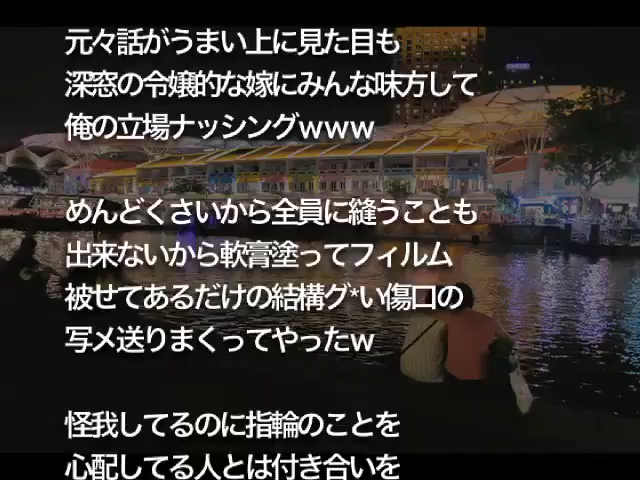 元々話がうまい上に見た目も
深窓の令嬢的な嫁にみんな味方して
俺の立場ナッシングｗｗｗ
めんどくさいから全員に縫うことも
出来ないから軟膏塗ってフィルム
被せてあるだけの結構グ*い傷口の
写メ送りまくってやったｗ
怪我してるのに指輪のことを
心配してる人とは付き合いを